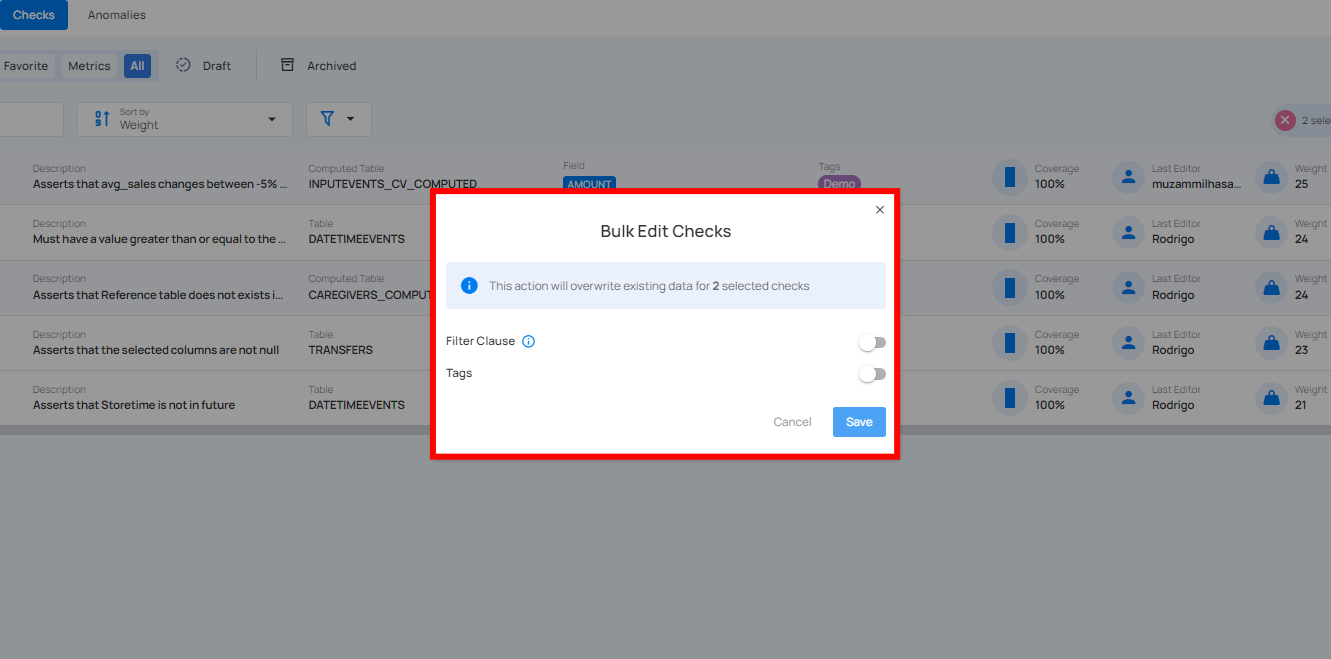 Checks Anomalies
Favorite Metrics All Draft Archived
Sort by
Weight
2 sele
Description Computed Table Field Tags Coverage Last Editor Weight
Asserts that avg_sales changes between -5% ... INPUTEVENTS_CV_COMPUTED AMOUNT Demo 100% muzammilhasa... 25
Description Table Coverage Last Editor Weight
Must have a value greater than or equal to the ... DATETIMEEVENTS 100% Rodrigo 24
Description Computed Table Coverage Last Editor Weight
Asserts that Reference table does not exists i... CAREGIVERS_COMPUT 100% Rodrigo 24
Description Table Coverage Last Editor Weight
Asserts that the selected columns are not null TRANSFERS 100% Rodrigo 23
Description Table Coverage Last Editor Weight
Asserts that Storetime is not in future DATETIMEEVENTS 100% Rodrigo 21
Bulk Edit Checks
This action will overwrite existing data for 2 selected checks
Filter Clause
Tags
Cancel Save